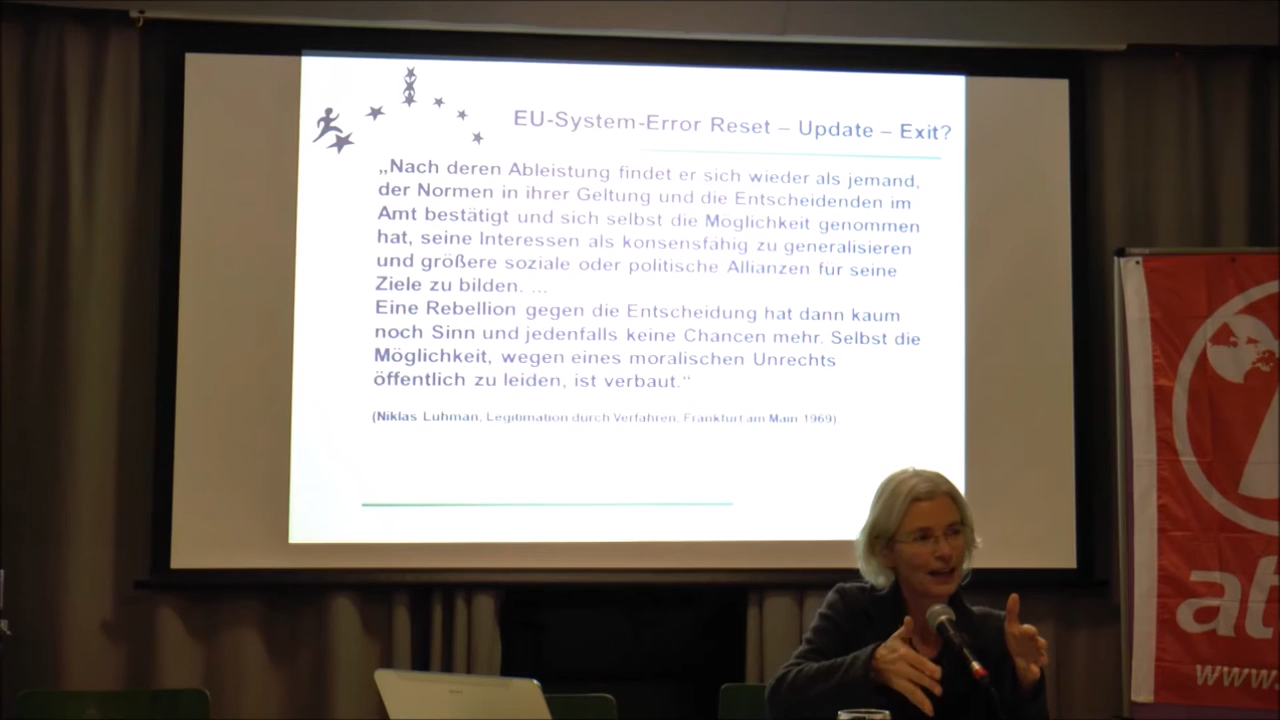 EU-System-Error Reset – Update – Exit?
„Nach deren Ableistung findet er sich wieder als jemand,
der Normen in ihrer Geltung und die Entscheidenden im
Amt bestätigt und sich selbst die Möglichkeit genommen
hat, seine Interessen als konsensfähig zu generalisieren
und größere soziale oder politische Allianzen für seine
Ziele zu bilden. ...
Eine Rebellion gegen die Entscheidung hat dann kaum
noch Sinn und jedenfalls keine Chancen mehr. Selbst die
Möglichkeit, wegen eines moralischen Unrechts
öffentlich zu leiden, ist verbaut.“
(Niklas Luhman, Legitimation durch Verfahren, Frankfurt am Main 1969)
at
www.